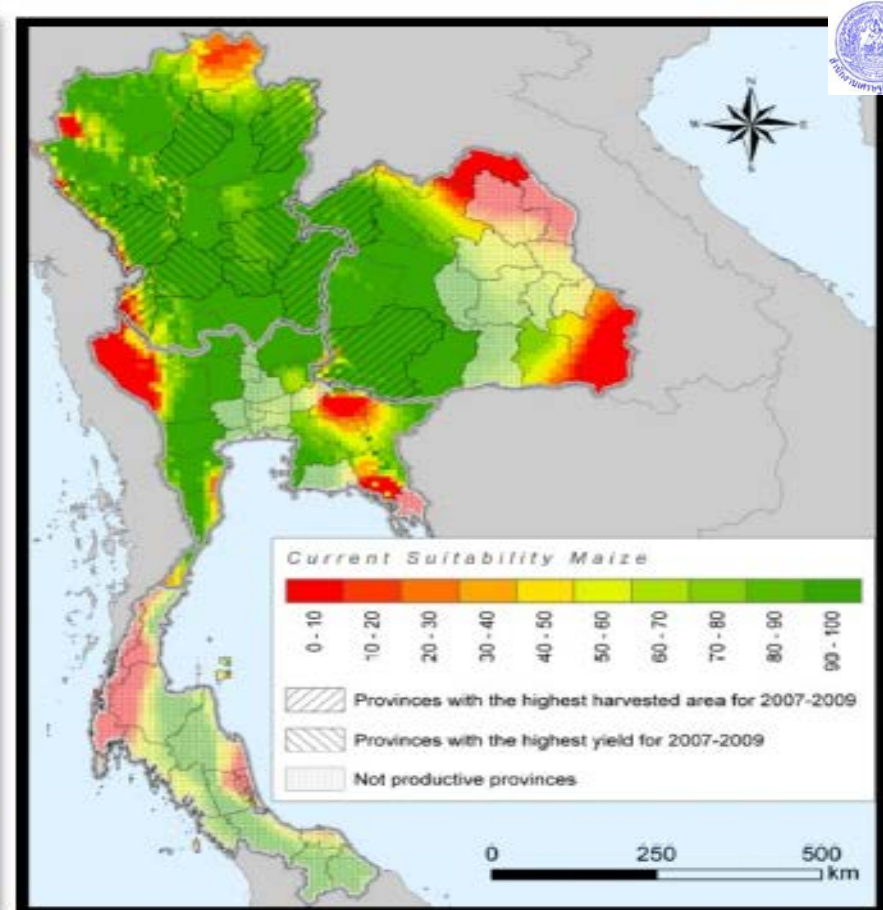 N
W E
S
Current Suitability Maize
0 - 10
10 - 20
20 - 30
30 - 40
40 - 50
50 - 60
60 - 70
70 - 80
80 - 90
90 - 100
Provinces with the highest harvested area for 2007-2009
Provinces with the highest yield for 2007-2009
Not productive provinces
0 250 500
km